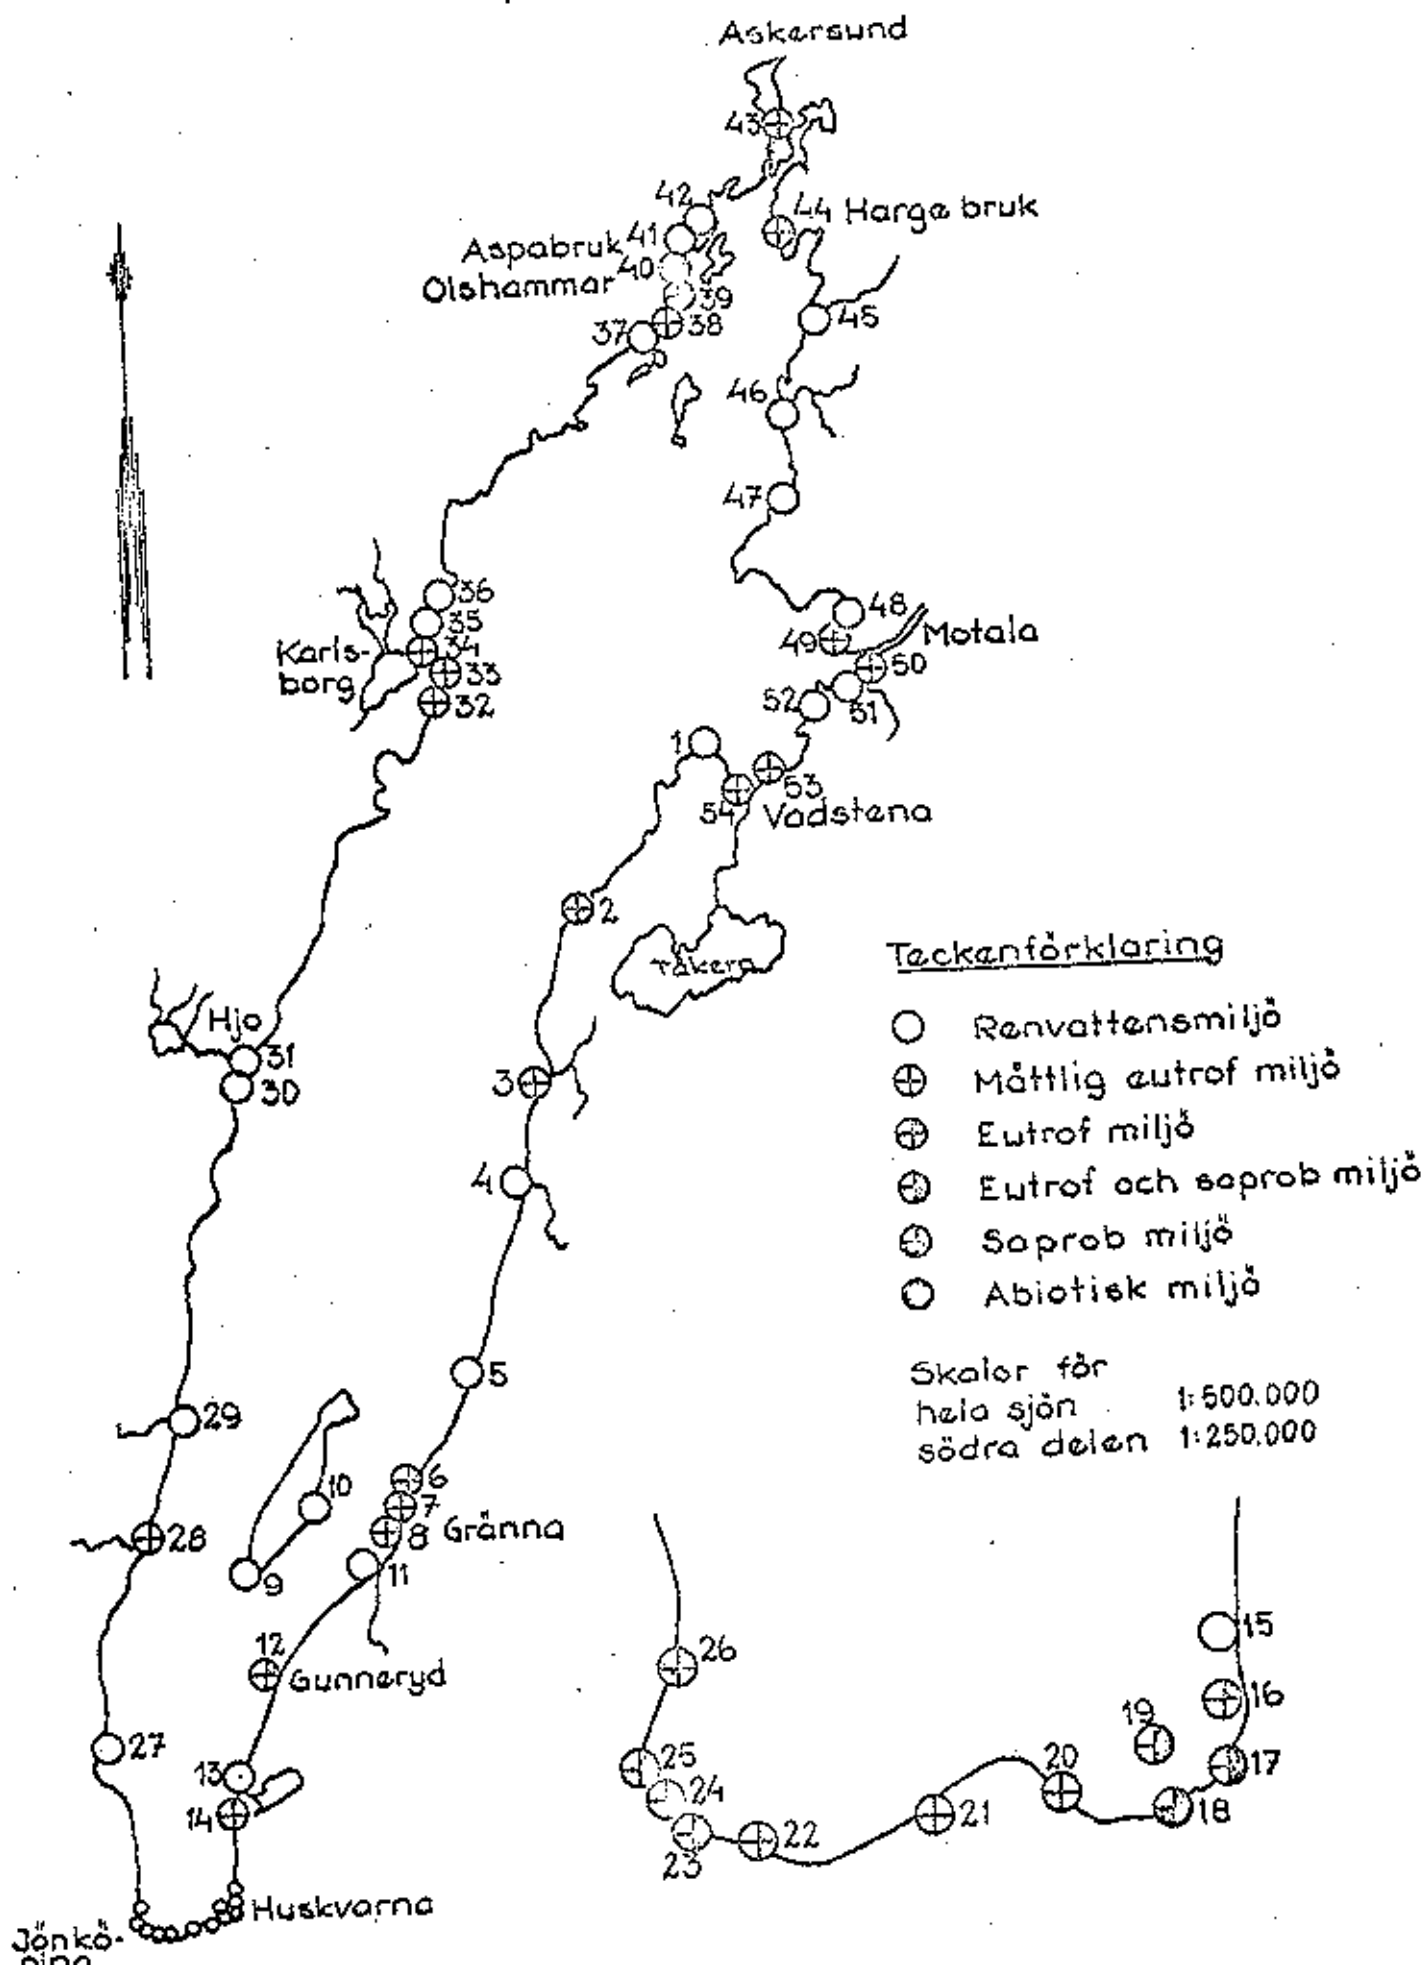 Askersund
43
42
44 Harge bruk
Aspabruk 41
40
Olshammar
39
45
37
38
46
47
36
35
48
Karls-
borg
34
49
Motala
33
50
32
52
51
1
53
54
Vadstena
2
Tåkern
Teckenförklaring
Renvattensmiljö
Måttlig eutrof miljö
Eutrof miljö
Eutrof och saprob miljö
Saprob miljö
Abiotisk miljö
Hjo
31
30
3
4
Skalor för
hela sjön 1:500.000
södra delen 1:250.000
5
29
6
10
7
8 Gränna
28
9
11
12
Gunneryd
27
13
14
Huskvarna
Jönkö-
ping
26
15
16
19
25
17
20
24
18
21
22
23